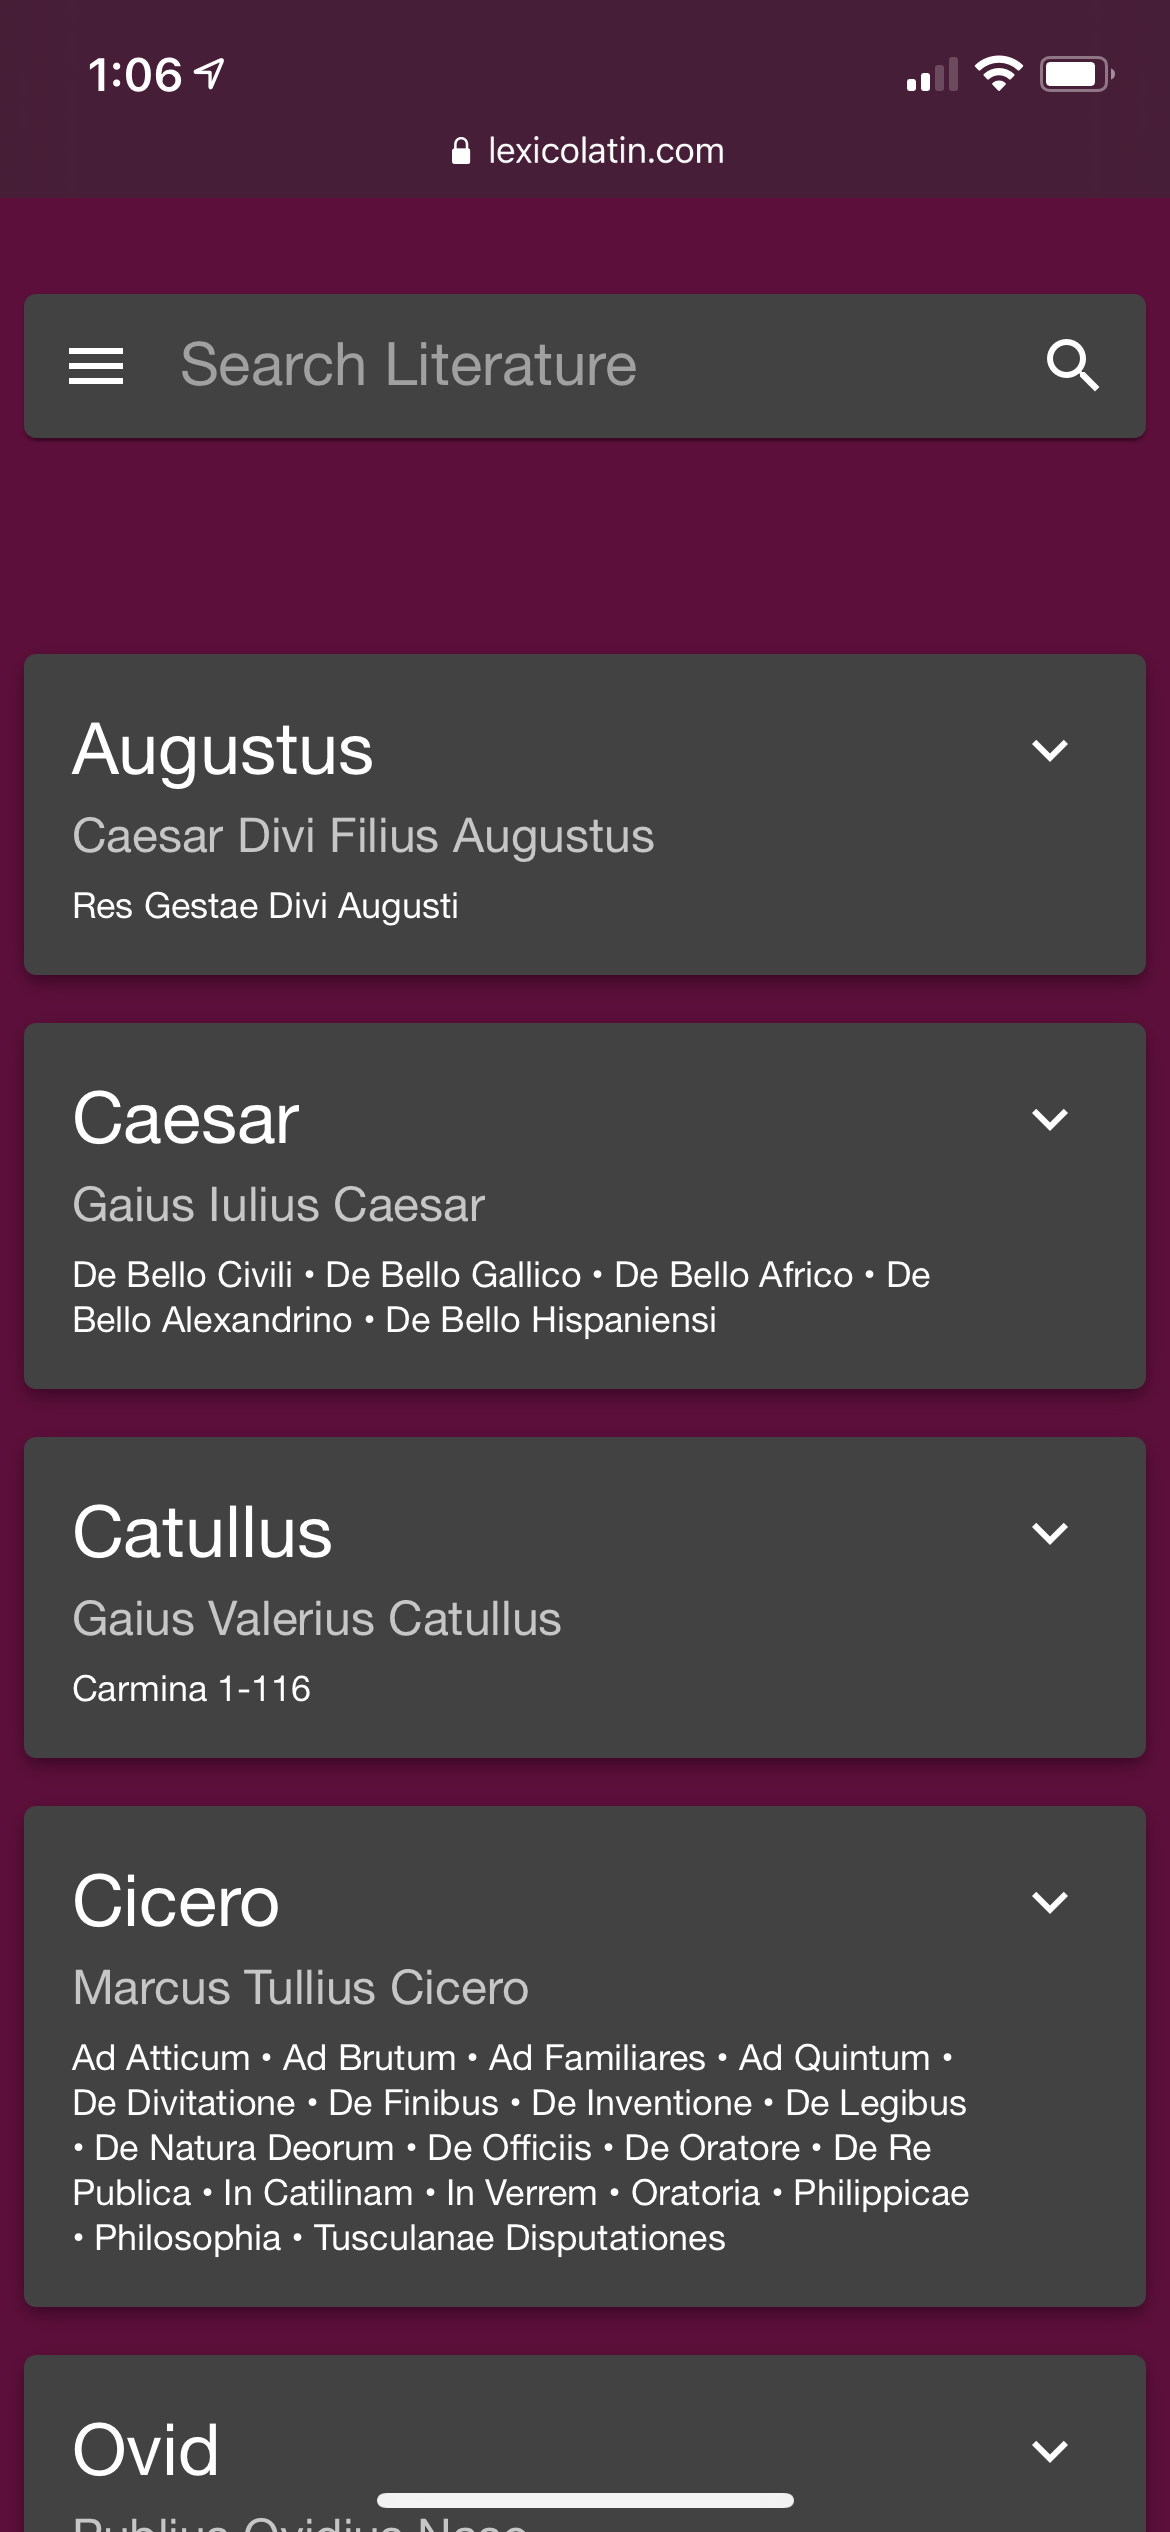 1:06
lexicolatin.com
Search Literature
Augustus
Caesar Divi Filius Augustus
Res Gestae Divi Augusti
Caesar
Gaius Iulius Caesar
De Bello Civili • De Bello Gallico • De Bello Africo • De
Bello Alexandrino • De Bello Hispaniensi
Catullus
Gaius Valerius Catullus
Carmina 1-116
Cicero
Marcus Tullius Cicero
Ad Atticum • Ad Brutum • Ad Familiares • Ad Quintum •
De Divitatione • De Finibus • De Inventione • De Legibus
• De Natura Deorum • De Officiis • De Oratore • De Re
Publica • In Catilinam • In Verrem • Oratoria • Philippicae
• Philosophia • Tusculanae Disputationes
Ovid
Publius Ovidius Naso